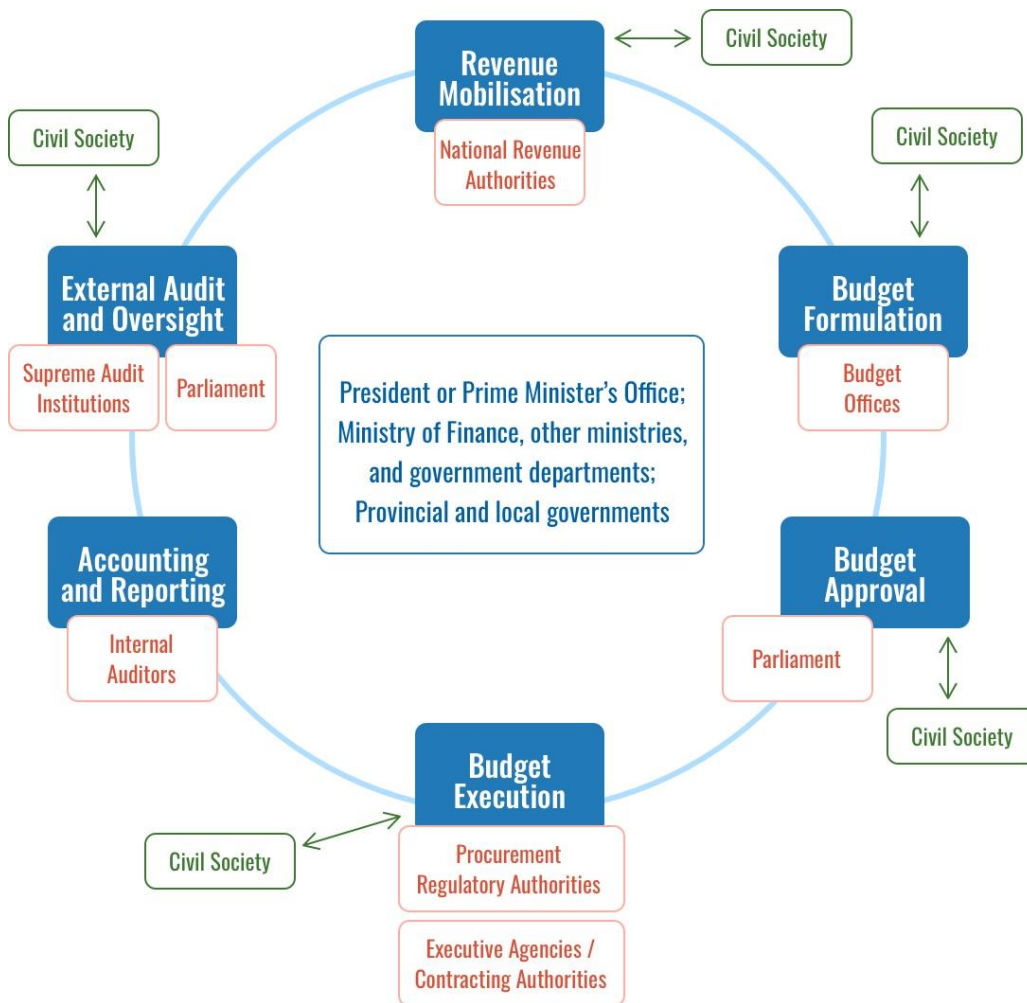 Revenue
Mobilisation
National Revenue
Authorities
Civil Society
Civil Society
Budget
Formulation
Budget
Offices
Budget
Approval
Parliament
Civil Society
Budget
Execution
Procurement
Regulatory Authorities
Executive Agencies /
Contracting Authorities
Civil Society
Accounting
and Reporting
Internal
Auditors
Civil Society
External Audit
and Oversight
Supreme Audit
Institutions
Parliament
President or Prime Minister’s Office;
Ministry of Finance, other ministries,
and government departments;
Provincial and local governments